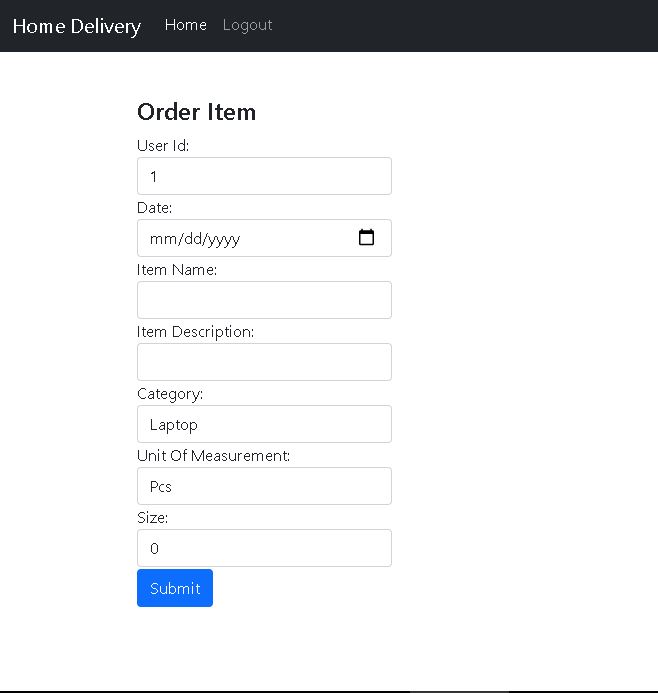 Home Delivery Home Logout
Order Item
User Id:
1
Date:
mm/dd/yyyy
Item Name:
Item Description:
Category:
Laptop
Unit Of Measurement:
Pcs
Size:
0
Submit